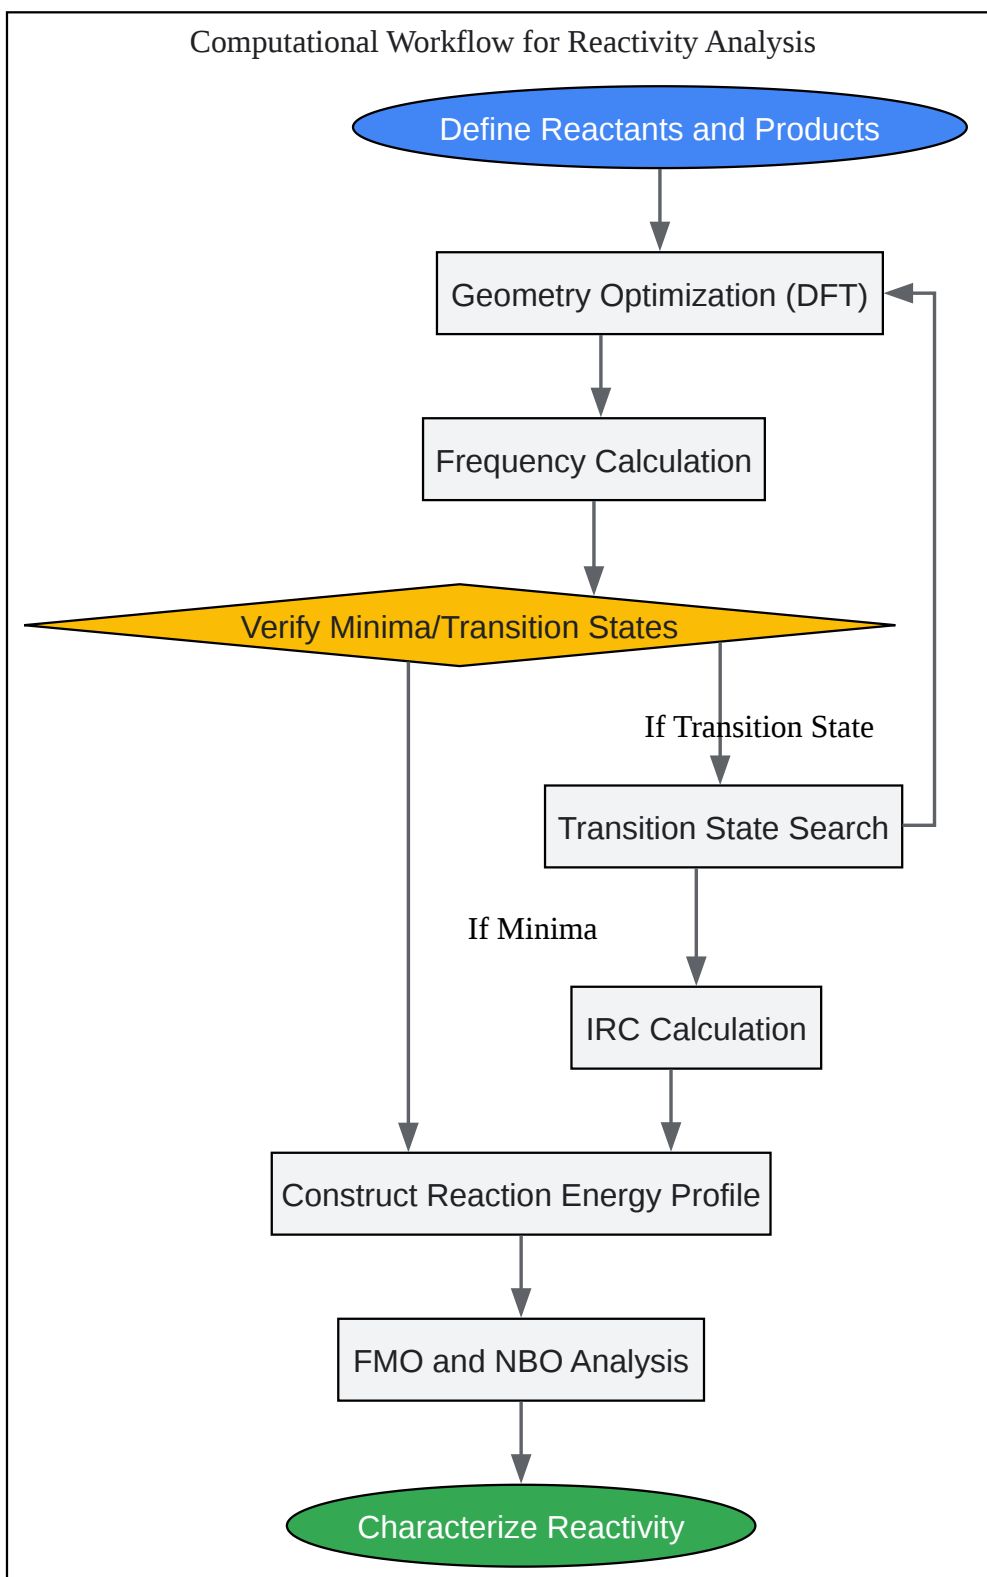 Computational Workflow for Reactivity Analysis
Define Reactants and Products
Geometry Optimization (DFT)
Frequency Calculation
Verify Minima/Transition States
If Transition State
Transition State Search
If Minima
IRC Calculation
Construct Reaction Energy Profile
FMO and NBO Analysis
Characterize Reactivity